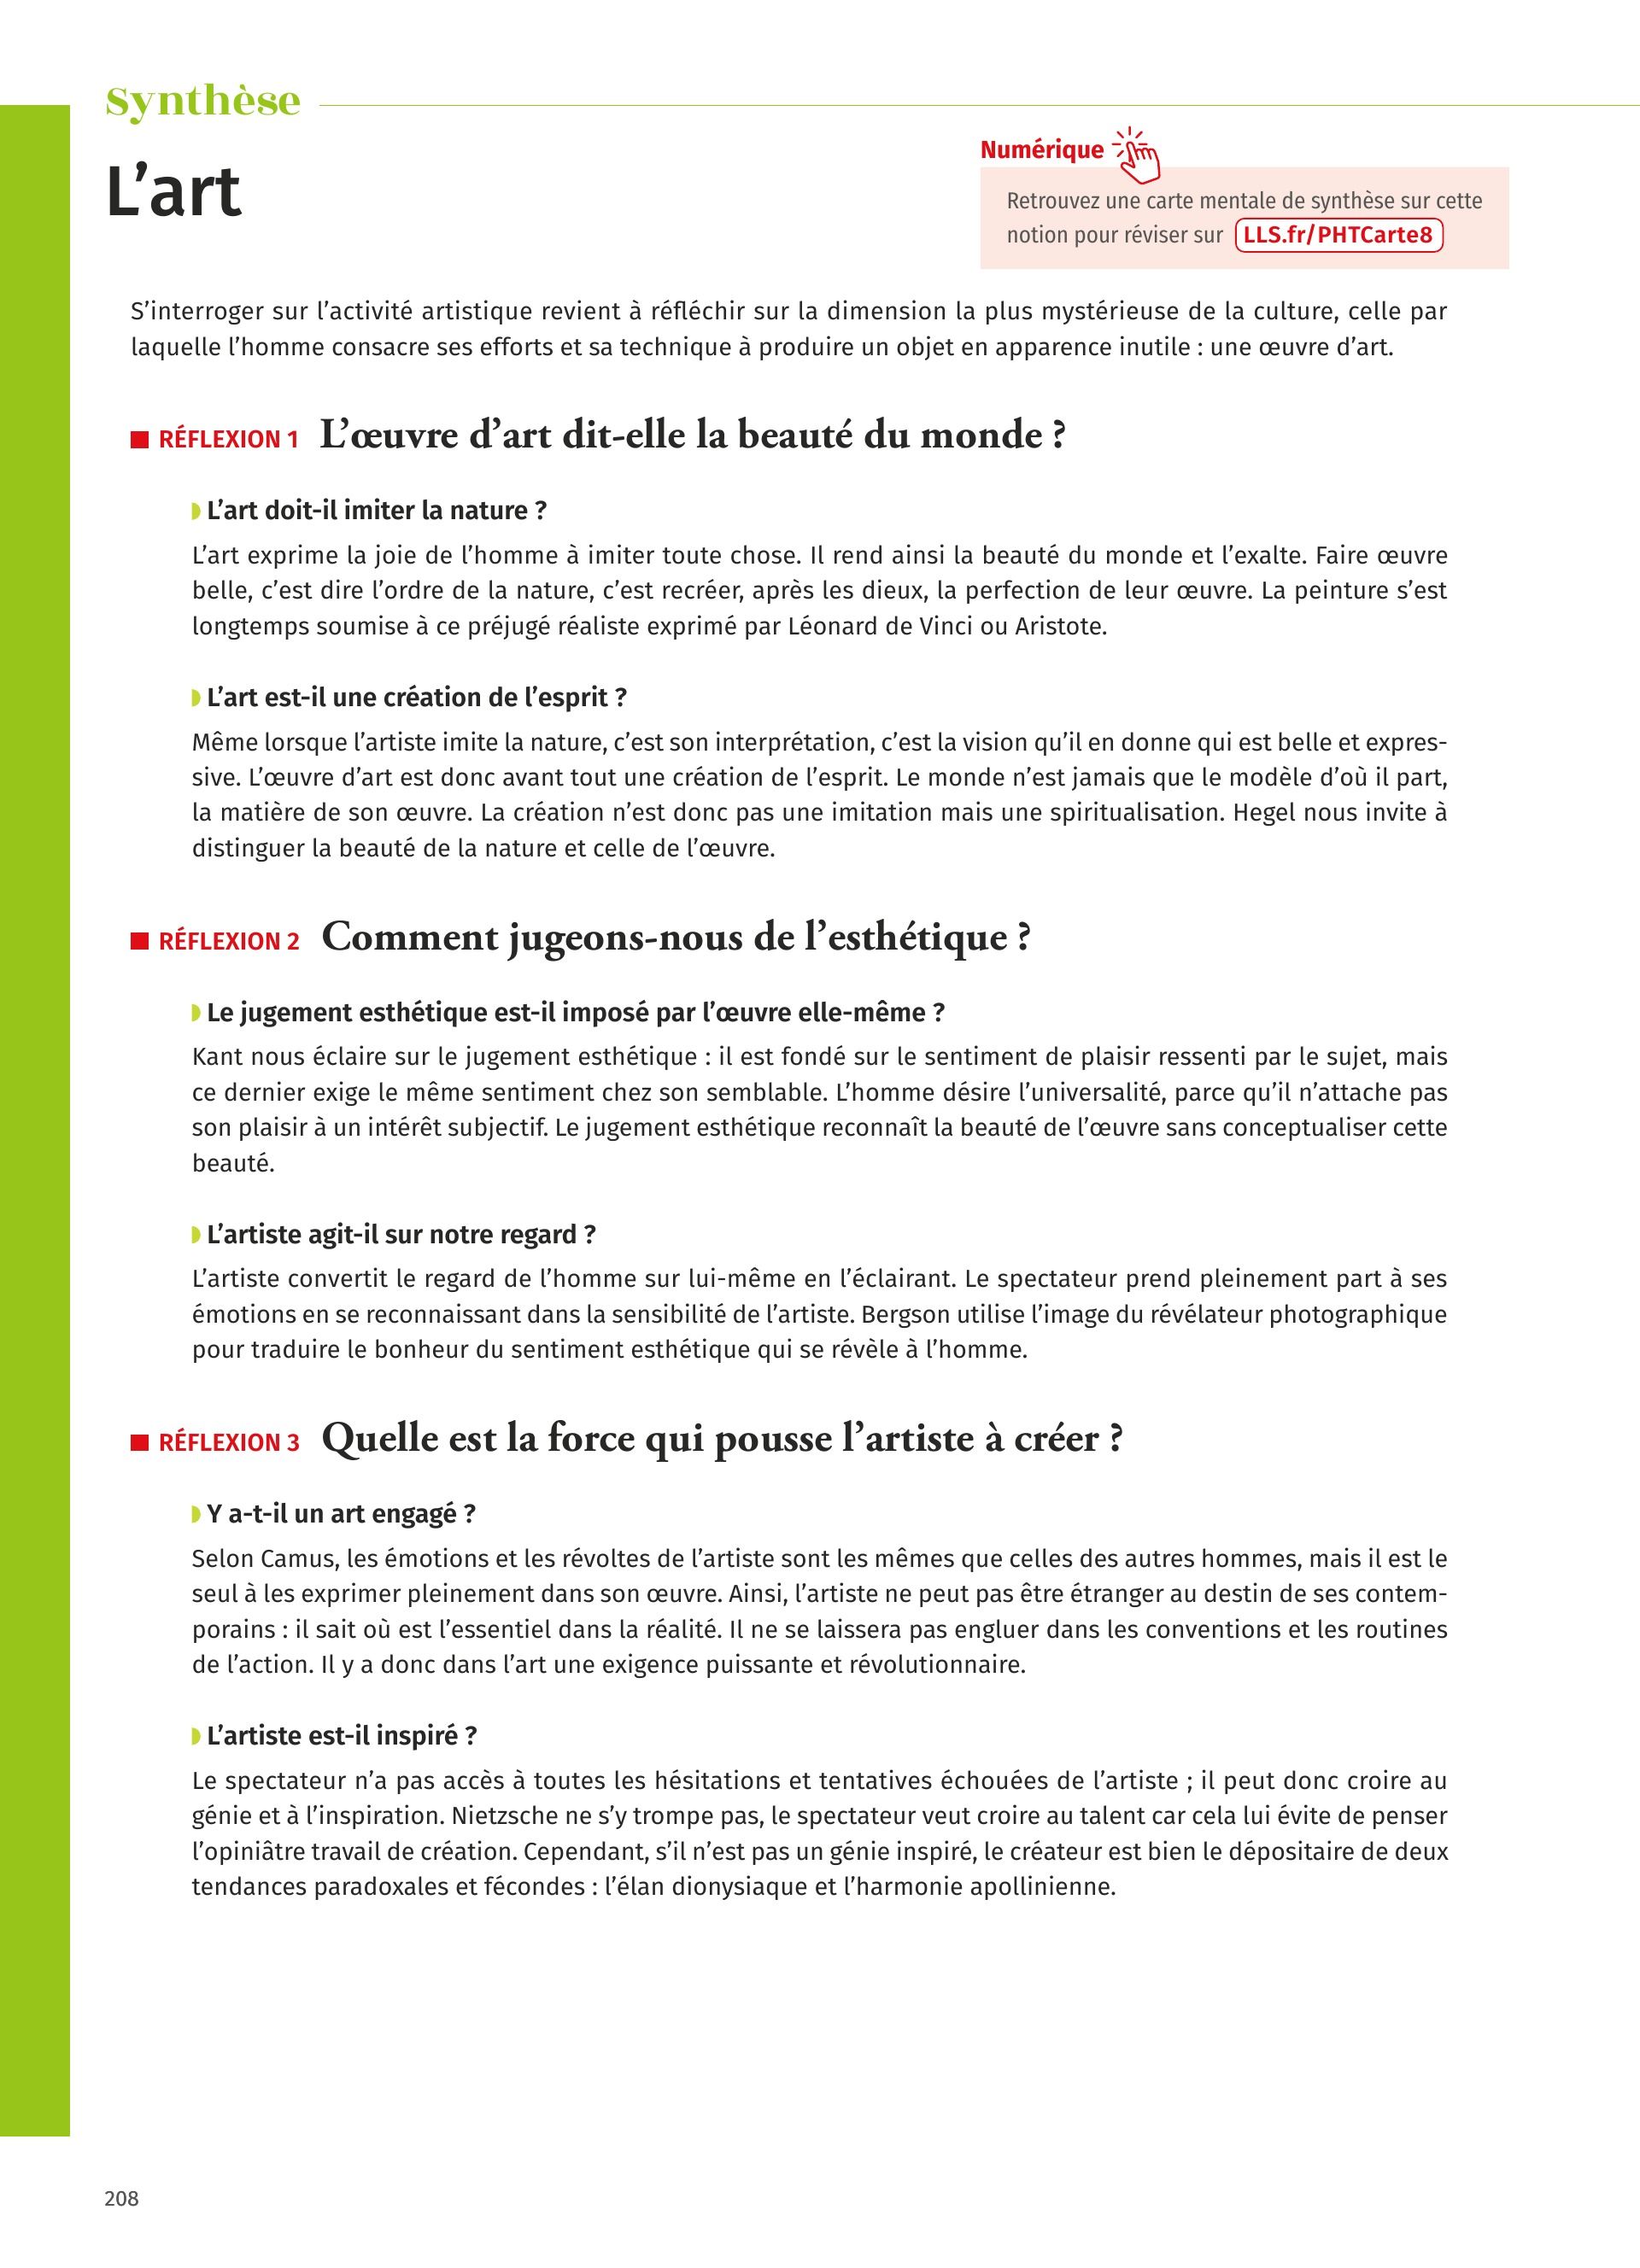 Synthèse
L’art
Numérique
Retrouvez une carte mentale de synthèse sur cette
notion pour réviser sur LLS.fr/PHTCarte8
S’interroger sur l’activité artistique revient à réfléchir sur la dimension la plus mystérieuse de la culture, celle par
laquelle l’homme consacre ses efforts et sa technique à produire un objet en apparence inutile : une œuvre d’art.
RÉFLEXION 1 L’œuvre d’art dit-elle la beauté du monde ?
L’art doit-il imiter la nature ?
L’art exprime la joie de l’homme à imiter toute chose. Il rend ainsi la beauté du monde et l’exalte. Faire œuvre
belle, c’est dire l’ordre de la nature, c’est recréer, après les dieux, la perfection de leur œuvre. La peinture s’est
longtemps soumise à ce préjugé réaliste exprimé par Léonard de Vinci ou Aristote.
L’art est-il une création de l’esprit ?
Même lorsque l’artiste imite la nature, c’est son interprétation, c’est la vision qu’il en donne qui est belle et expres-
sive. L’œuvre d’art est donc avant tout une création de l’esprit. Le monde n’est jamais que le modèle d’où il part,
la matière de son œuvre. La création n’est donc pas une imitation mais une spiritualisation. Hegel nous invite à
distinguer la beauté de la nature et celle de l’œuvre.
RÉFLEXION 2 Comment jugeons-nous de l’esthétique ?
Le jugement esthétique est-il imposé par l’œuvre elle-même ?
Kant nous éclaire sur le jugement esthétique : il est fondé sur le sentiment de plaisir ressenti par le sujet, mais
ce dernier exige le même sentiment chez son semblable. L’homme désire l’universalité, parce qu’il n’attache pas
son plaisir à un intérêt subjectif. Le jugement esthétique reconnaît la beauté de l’œuvre sans conceptualiser cette
beauté.
L’artiste agit-il sur notre regard ?
L’artiste convertit le regard de l’homme sur lui-même en l’éclairant. Le spectateur prend pleinement part à ses
émotions en se reconnaissant dans la sensibilité de l’artiste. Bergson utilise l’image du révélateur photographique
pour traduire le bonheur du sentiment esthétique qui se révèle à l’homme.
RÉFLEXION 3 Quelle est la force qui pousse l’artiste à créer ?
Y a-t-il un art engagé ?
Selon Camus, les émotions et les révoltes de l’artiste sont les mêmes que celles des autres hommes, mais il est le
seul à les exprimer pleinement dans son œuvre. Ainsi, l’artiste ne peut pas être étranger au destin de ses contem-
porains : il sait où est l’essentiel dans la réalité. Il ne se laissera pas engluer dans les conventions et les routines
de l’action. Il y a donc dans l’art une exigence puissante et révolutionnaire.
L’artiste est-il inspiré ?
Le spectateur n’a pas accès à toutes les hésitations et tentatives échouées de l’artiste ; il peut donc croire au
génie et à l’inspiration. Nietzsche ne s’y trompe pas, le spectateur veut croire au talent car cela lui évite de penser
l’opiniâtre travail de création. Cependant, s’il n’est pas un génie inspiré, le créateur est bien le dépositaire de deux
tendances paradoxales et fécondes : l’élan dionysiaque et l’harmonie apollinienne.
208